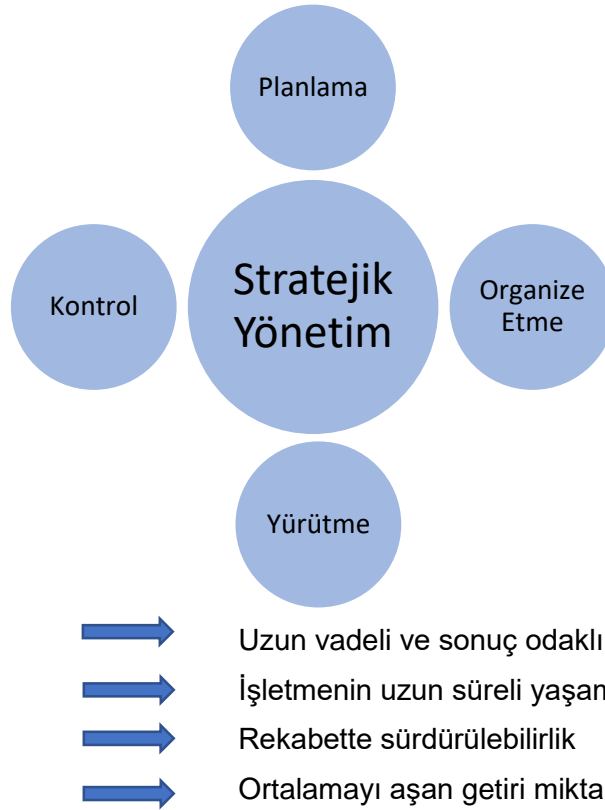 Planlama
Stratejik
Yönetim
Kontrol
Organize
Etme
Yürütme
Uzun vadeli ve sonuç odaklı
İşletmenin uzun süreli yaşam
Rekabette sürdürülebilirlik
Ortalamayı aşan getiri mikta